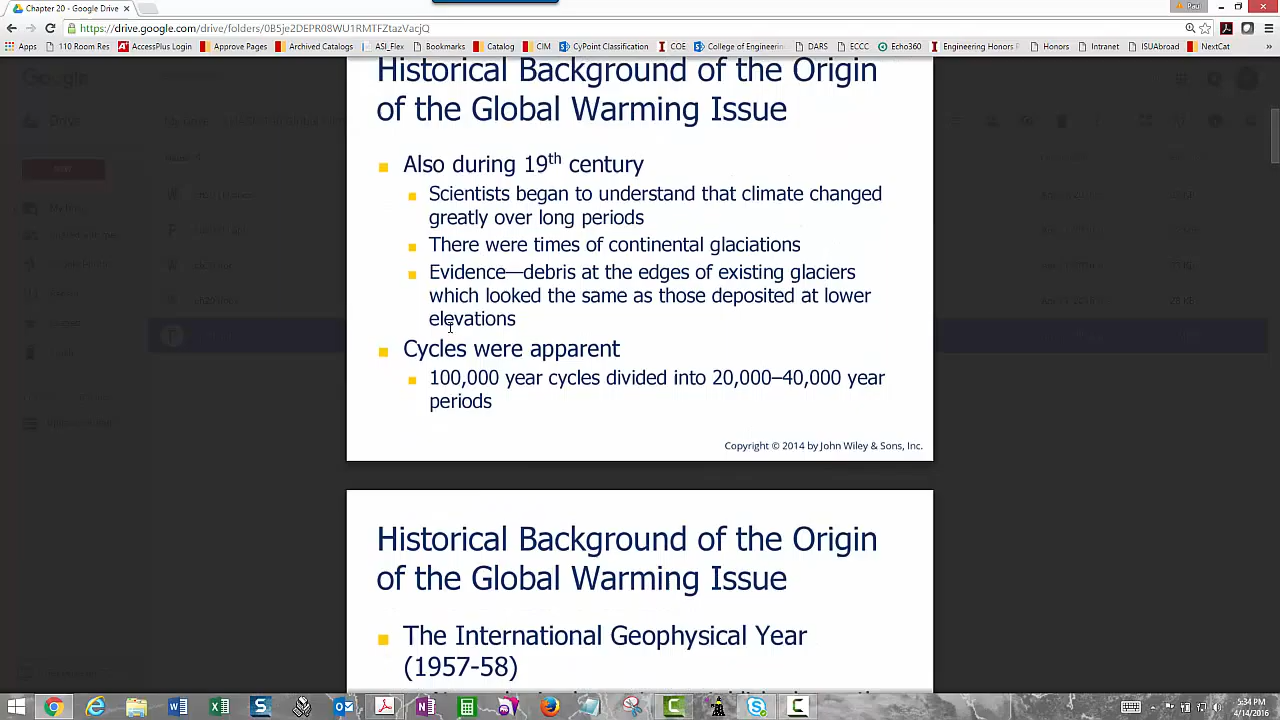 Chapter 20 - Google Drive
Paul
https://drive.google.com/drive/folders/0B5je2DEPR08WU1RMTFZtazVacjQ
Apps 110 Room Res AccessPlus Login Approve Pages Archived Catalogs ASI_Flex Bookmarks Catalog CIM CyPoint Classification COE College of Engineerin ECCC Echo360 Engineering Honors P Honors Intranet ISUAbroad NextCat
Historical Background of the Origin
of the Global Warming Issue
Also during 19th century
Scientists began to understand that climate changed
greatly over long periods
There were times of continental glaciations
Evidence—debris at the edges of existing glaciers
which looked the same as those deposited at lower
elevations
Cycles were apparent
100,000 year cycles divided into 20,000–40,000 year
periods
Copyright © 2014 by John Wiley & Sons, Inc.
Historical Background of the Origin
of the Global Warming Issue
The International Geophysical Year
(1957-58)
5:34 PM
4/14/2016